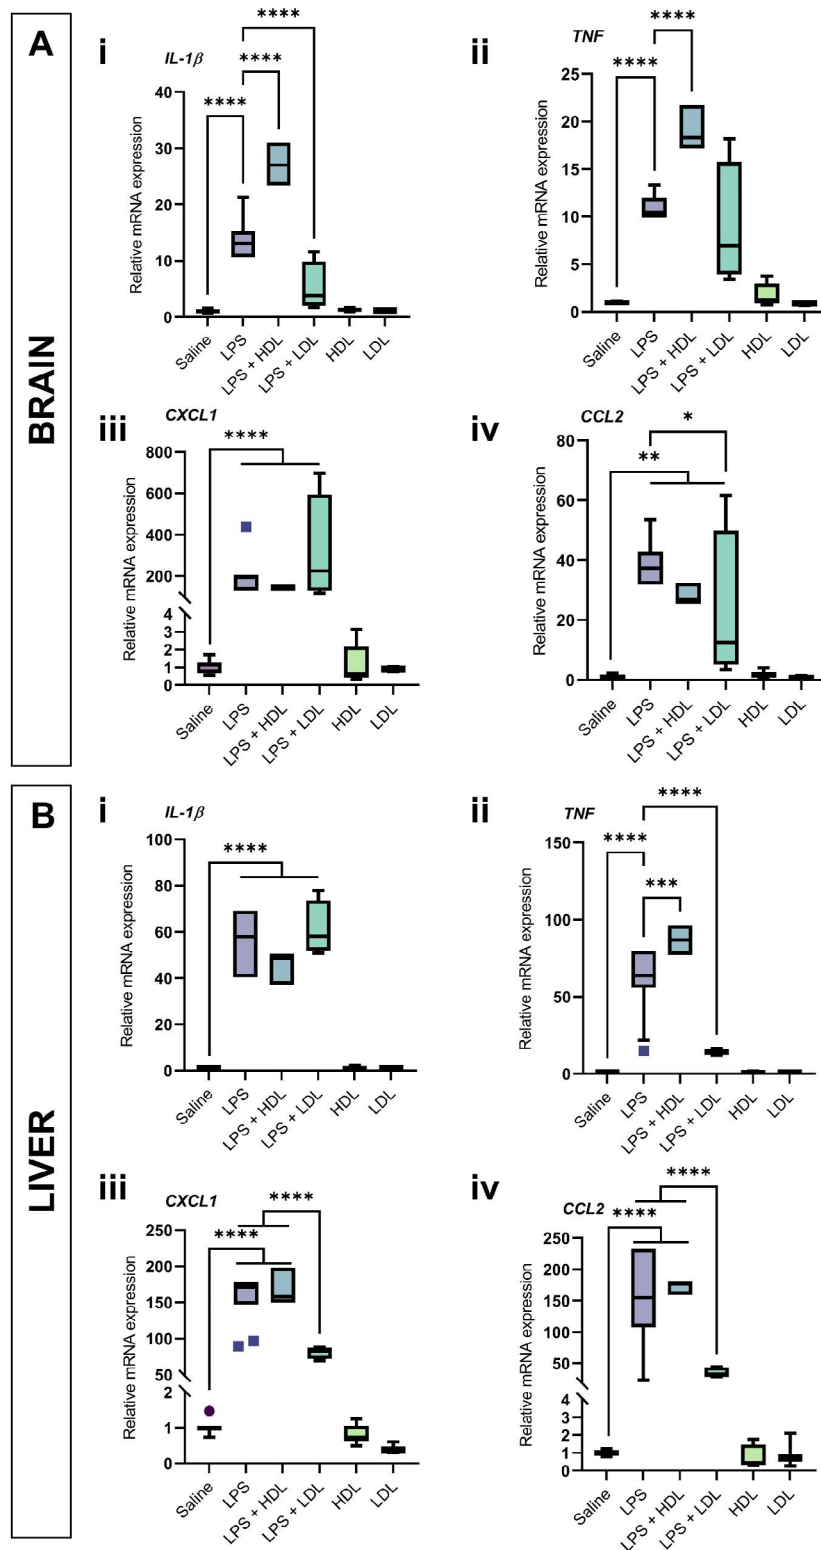 A
BRAIN
i
IL-1β
****
****
****
Relative mRNA expression
40
30
20
10
0
Saline
LPS
LPS + HDL
LPS + LDL
HDL
LDL
ii
TNF
****
****
Relative mRNA expression
25
20
15
10
5
0
Saline
LPS
LPS + HDL
LPS + LDL
HDL
LDL
iii
CXCL1
****
Relative mRNA expression
800
600
400
200
4
3
2
1
0
Saline
LPS
LPS + HDL
LPS + LDL
HDL
LDL
iv
CCL2
*
**
Relative mRNA expression
80
60
40
20
0
Saline
LPS
LPS + HDL
LPS + LDL
HDL
LDL
B
LIVER
i
IL-1β
****
Relative mRNA expression
100
80
60
40
20
0
Saline
LPS
LPS + HDL
LPS + LDL
HDL
LDL
ii
TNF
****
****
***
Relative mRNA expression
150
100
50
0
Saline
LPS
LPS + HDL
LPS + LDL
HDL
LDL
iii
CXCL1
****
****
Relative mRNA expression
250
200
150
100
50
2
1
0
Saline
LPS
LPS + HDL
LPS + LDL
HDL
LDL
iv
CCL2
****
****
Relative mRNA expression
250
200
150
100
50
4
3
2
1
0
Saline
LPS
LPS + HDL
LPS + LDL
HDL
LDL